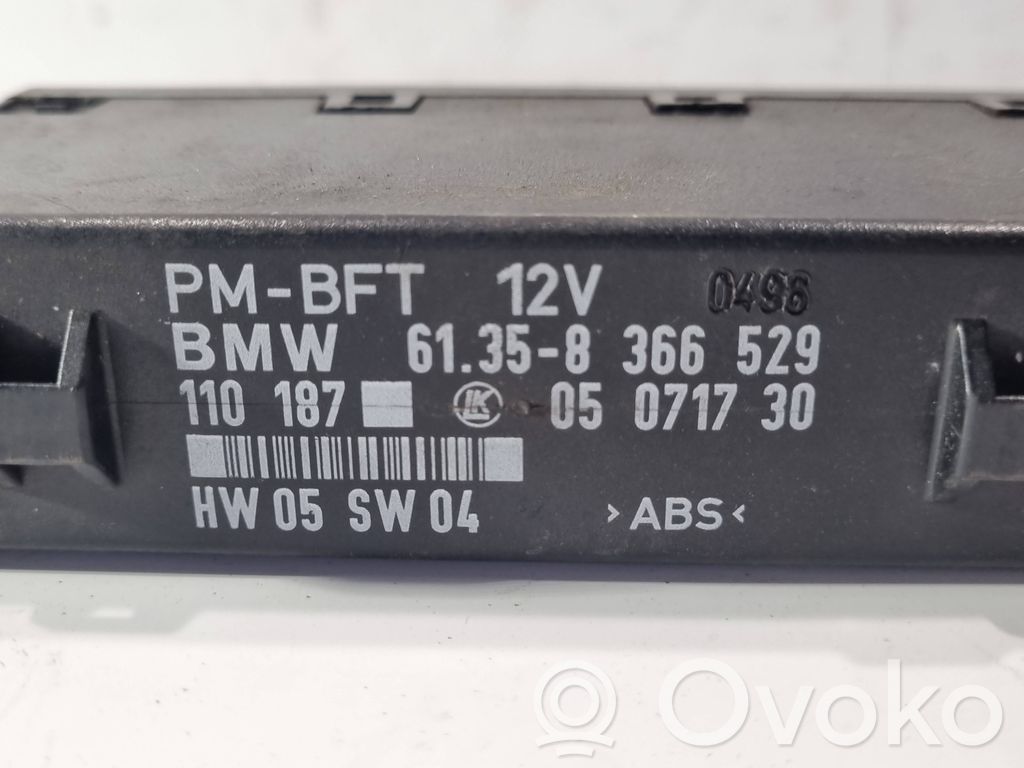 PM-BFT 12V 0496
BMW 61.35-8 366 529
110 187 LK 05 0717 30
HW 05 SW 04 >ABS<
Ovoko